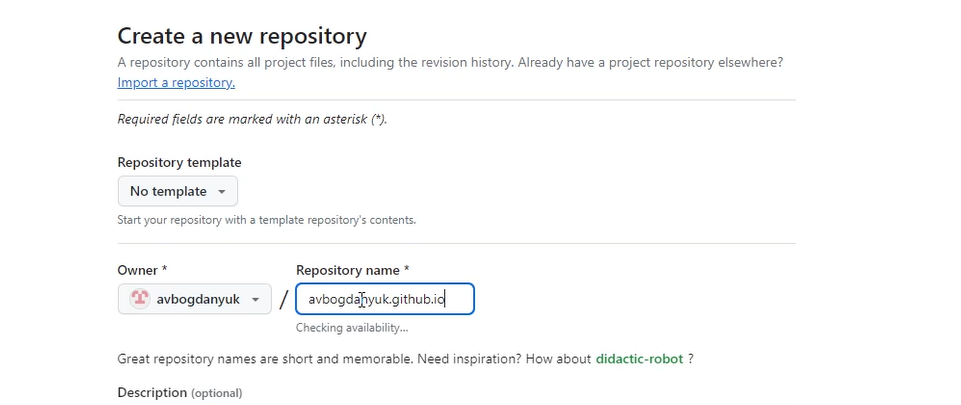 Create a new repository
A repository contains all project files, including the revision history. Already have a project repository elsewhere?
Import a repository.
Required fields are marked with an asterisk (*).
Repository template
No template
Start your repository with a template repository's contents.
Owner * Repository name *
avbogdanyuk / avbogdanyuk.github.io
Checking availability...
Great repository names are short and memorable. Need inspiration? How about didactic-robot ?
Description (optional)